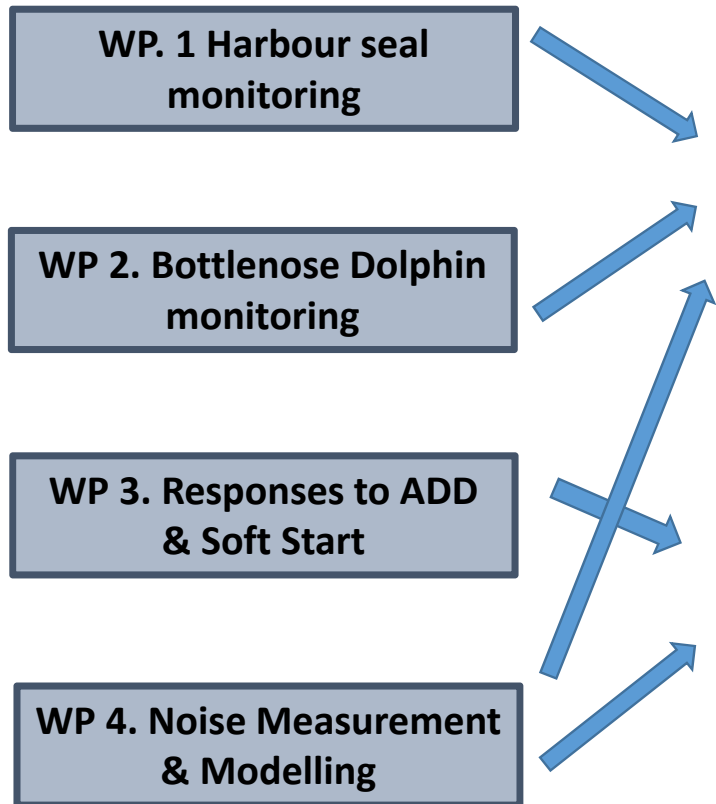 WP. 1 Harbour seal
monitoring
WP 2. Bottlenose Dolphin
monitoring
WP 3. Responses to ADD
& Soft Start
WP 4. Noise Measurement
& Modelling